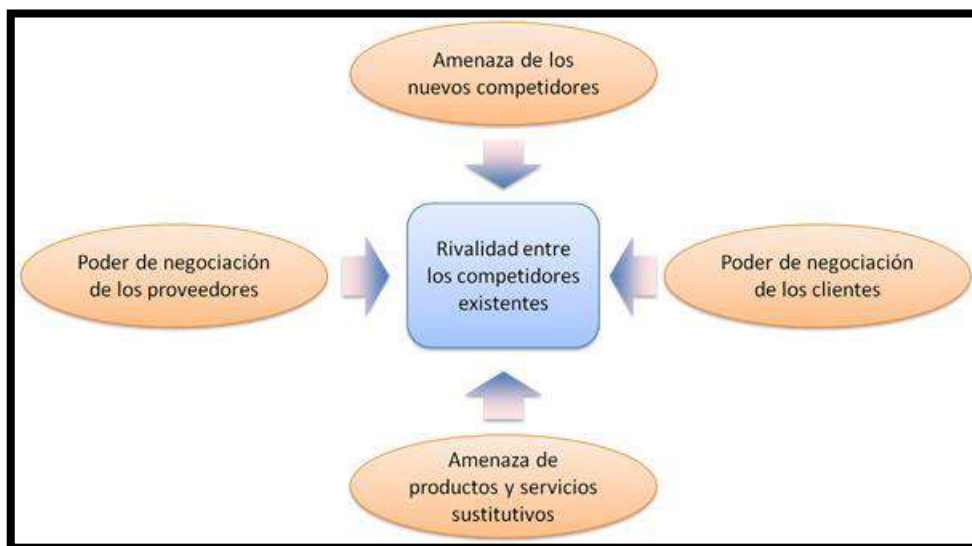 Amenaza de los
nuevos competidores
Poder de negociación
de los proveedores
Rivalidad entre
los competidores
existentes
Poder de negociación
de los clientes
Amenaza de
productos y servicios
sustitutivos